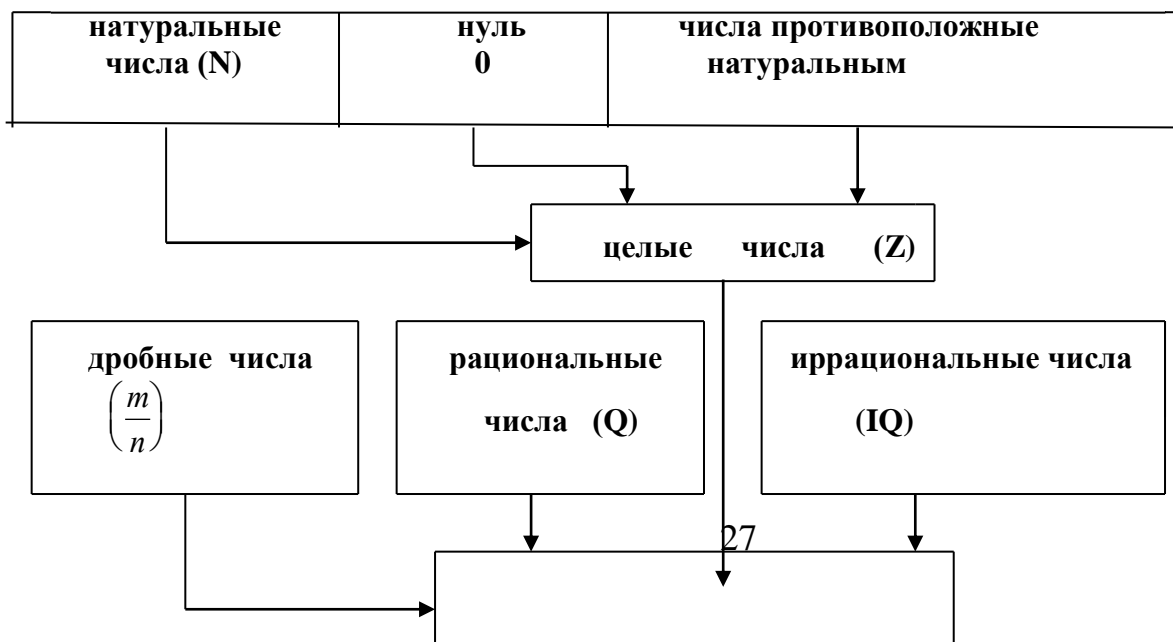 натуральные
числа (N)
нуль
0
числа противоположные
натуральным
целые числа (Z)
дробные числа
(m/n)
рациональные
числа (Q)
иррациональные числа
(IQ)
27